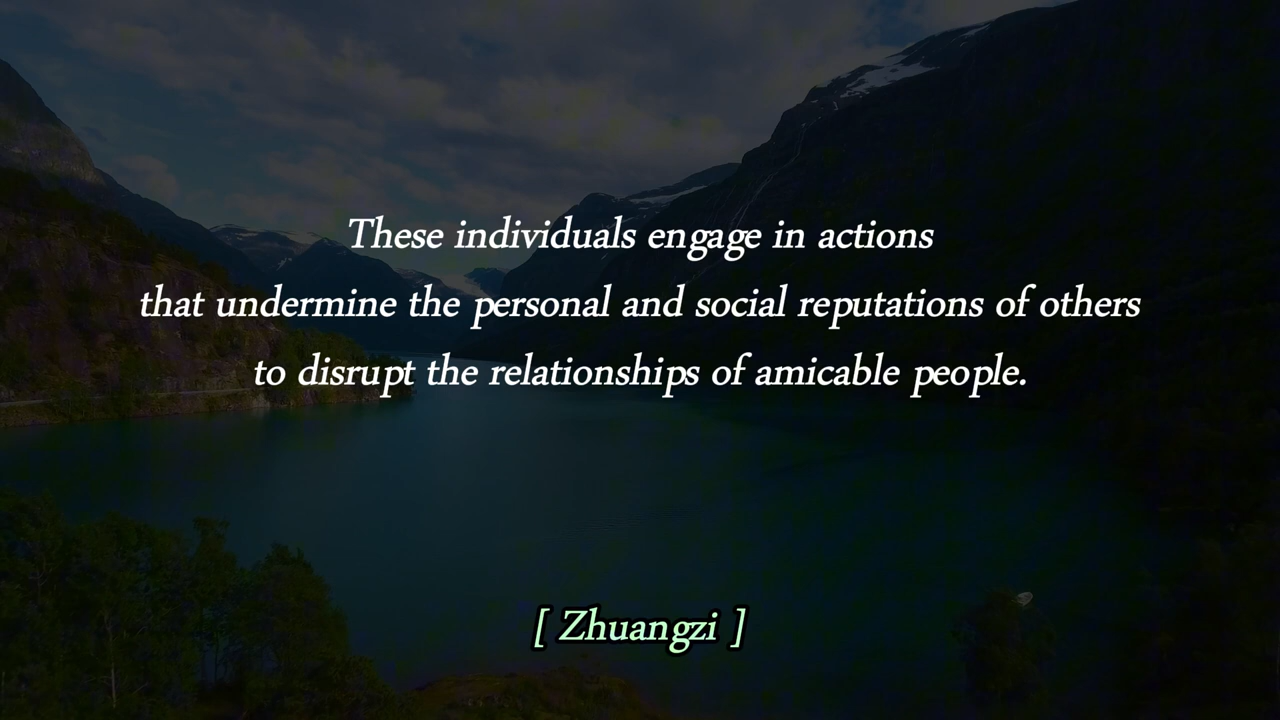 These individuals engage in actions
that undermine the personal and social reputations of others
to disrupt the relationships of amicable people.
[ Zhuangzi ]